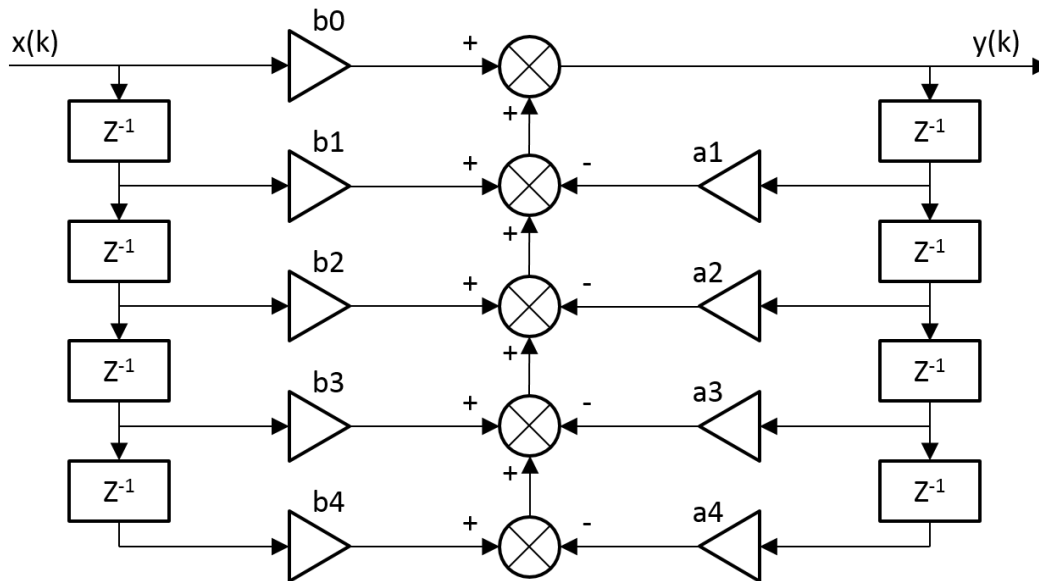 b0
x(k) + y(k)
Z-1 + Z-1
b1 + - a1
Z-1 + Z-1
b2 + - a2
Z-1 + Z-1
b3 + - a3
Z-1 + Z-1
b4 + - a4